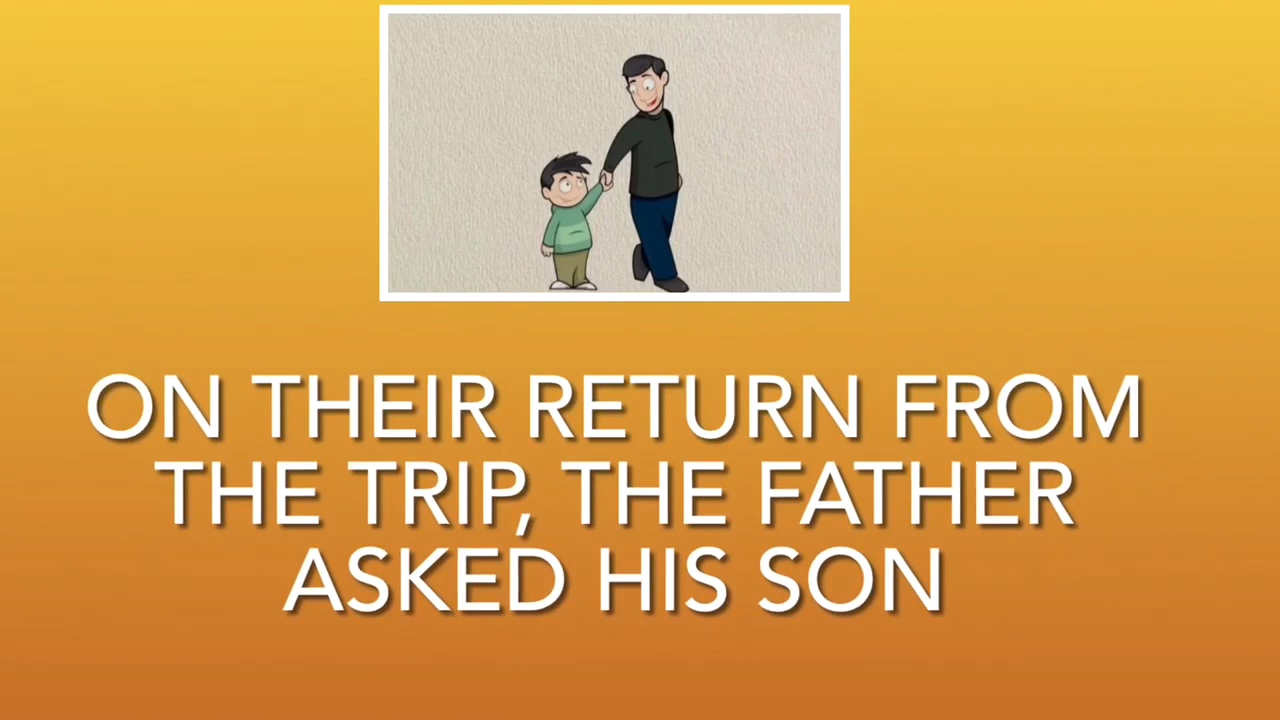 ON THEIR RETURN FROM
THE TRIP, THE FATHER
ASKED HIS SON